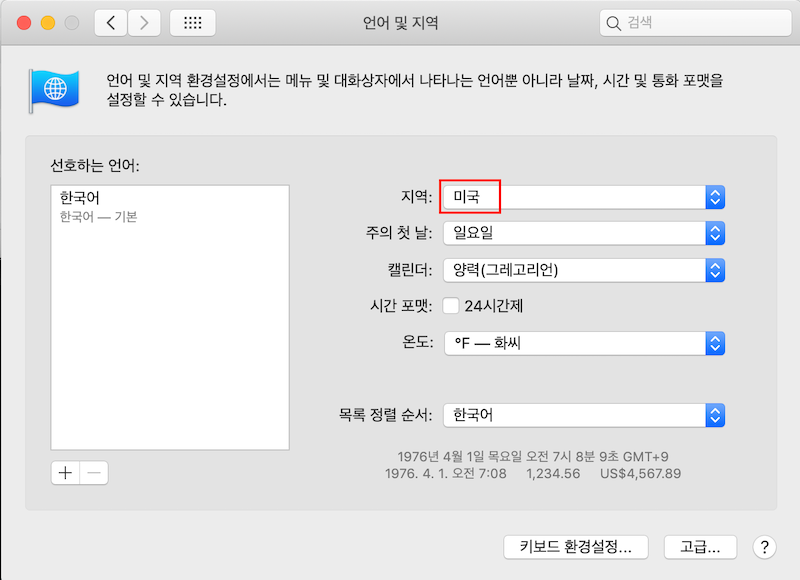 언어 및 지역
검색
언어 및 지역 환경설정에서는 메뉴 및 대화상자에서 나타나는 언어뿐 아니라 날짜, 시간 및 통화 포맷을
설정할 수 있습니다.
선호하는 언어:
한국어
한국어 — 기본
지역: 미국
주의 첫 날: 일요일
캘린더: 양력(그레고리언)
시간 포맷: 24시간제
온도: °F — 화씨
목록 정렬 순서: 한국어
1976년 4월 1일 목요일 오전 7시 8분 9초 GMT+9
1976. 4. 1. 오전 7:08 1,234.56 US$4,567.89
키보드 환경설정... 고급... ?